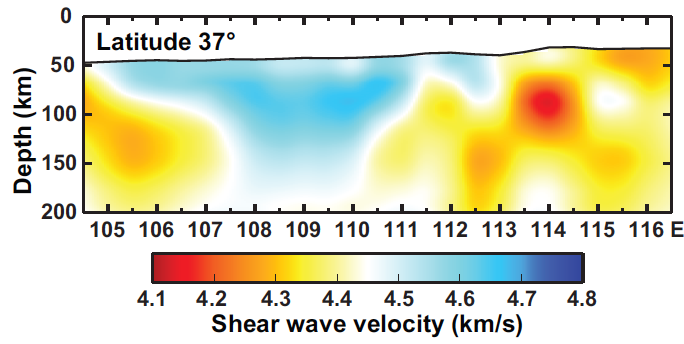 Latitude 37°
Depth (km)
0
50
100
150
200
105 106 107 108 109 110 111 112 113 114 115 116 E
4.1 4.2 4.3 4.4 4.5 4.6 4.7 4.8
Shear wave velocity (km/s)